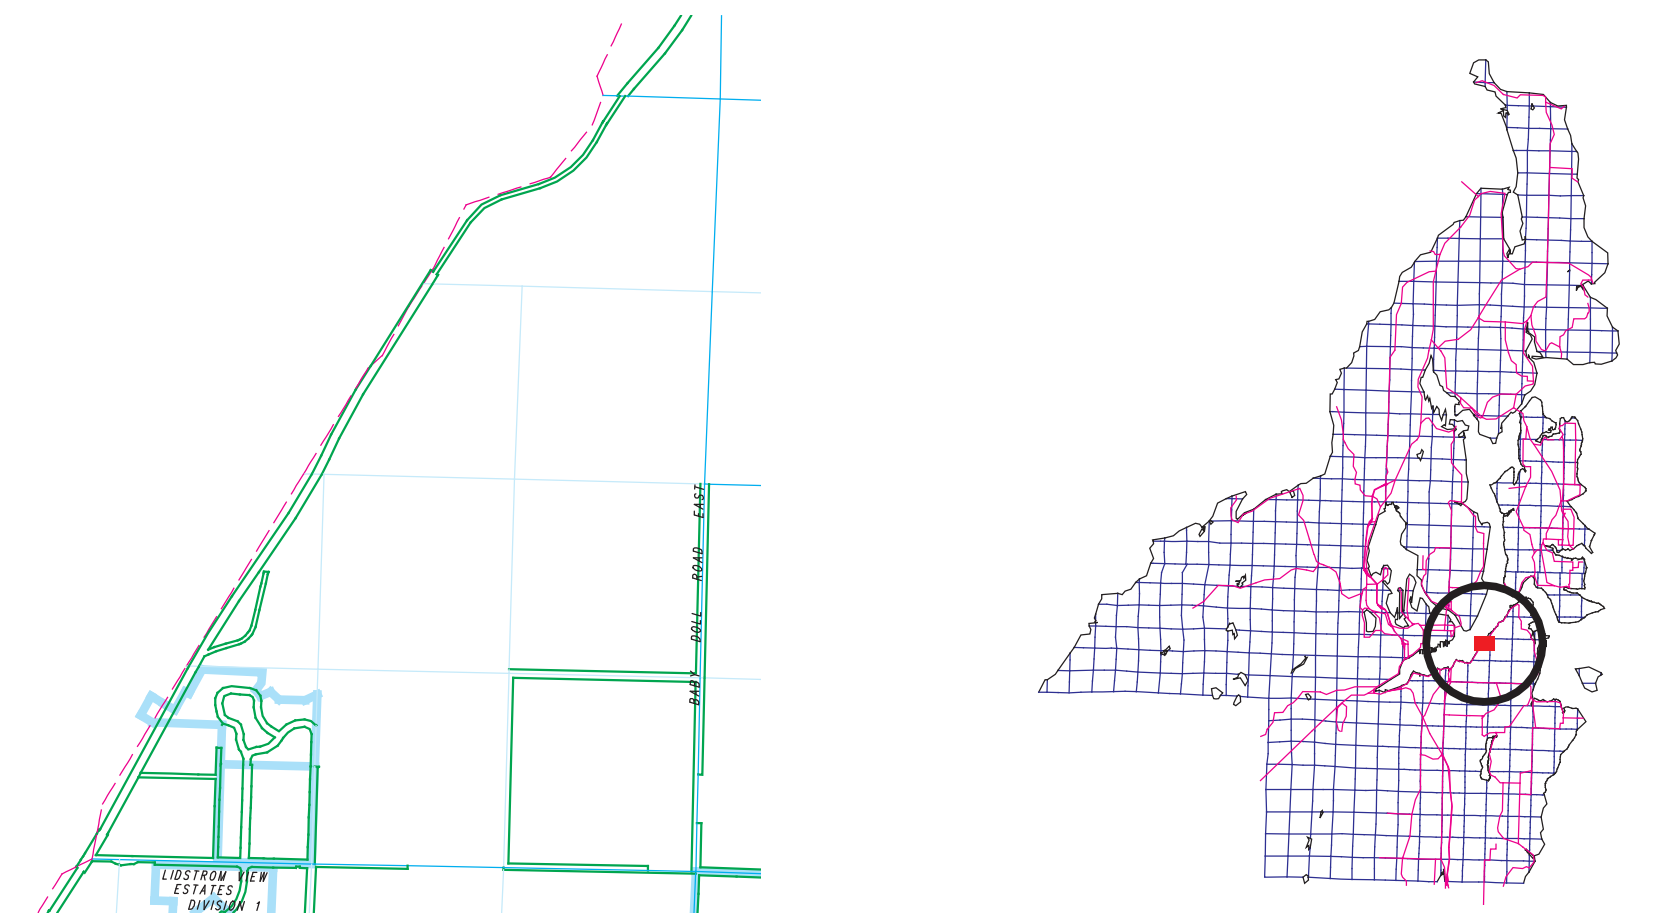 BABY DOLL ROAD EAST
LIDSTROM VIEW
ESTATES
DIVISION 1